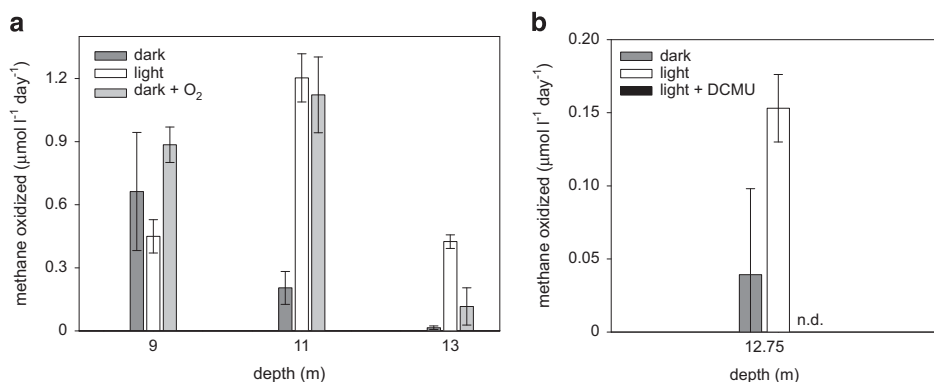 a
dark
light
dark + O₂
methane oxidized (µmol l⁻¹ day⁻¹)
1.2
0.9
0.6
0.3
0
9 11 13
depth (m)
b
dark
light
light + DCMU
methane oxidized (µmol l⁻¹ day⁻¹)
0.20
0.15
0.10
0.05
0
n.d.
12.75
depth (m)